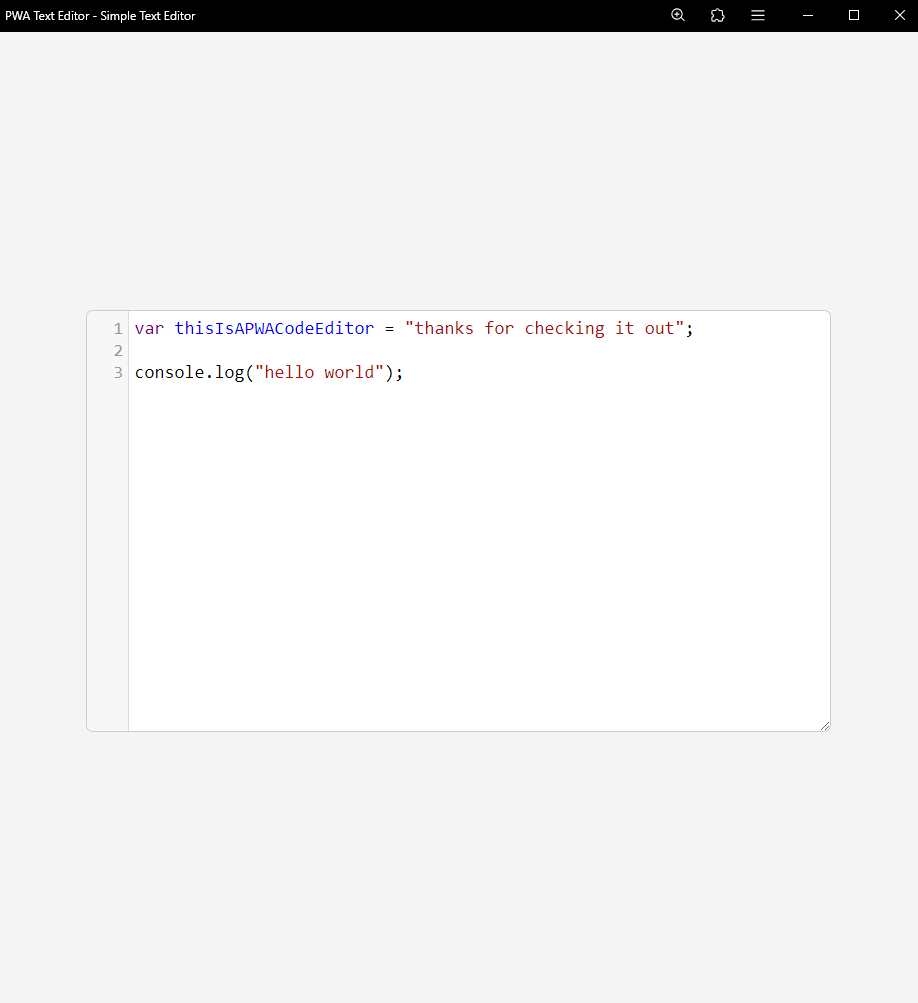 PWA Text Editor - Simple Text Editor
1 var thisIsAPWACodeEditor = "thanks for checking it out";
2
3 console.log("hello world");